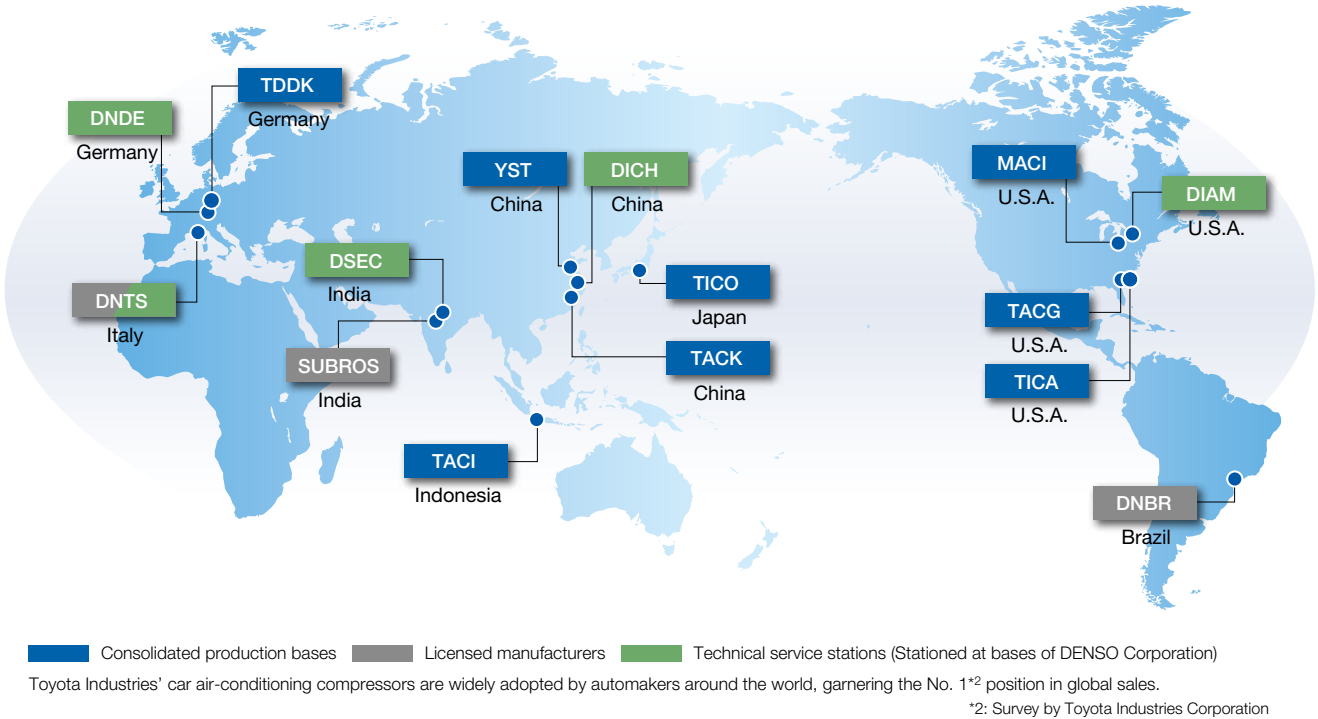 TDDK
Germany
DNDE
Germany
YST
China
DICH
China
MACI
U.S.A.
DIAM
U.S.A.
DSEC
India
TICO
Japan
DNTS
Italy
TACG
U.S.A.
SUBROS
India
TACK
China
TICA
U.S.A.
TACI
Indonesia
DNBR
Brazil
Consolidated production bases Licensed manufacturers Technical service stations (Stationed at bases of DENSO Corporation)
Toyota Industries’ car air-conditioning compressors are widely adopted by automakers around the world, garnering the No. 1*2 position in global sales.
*2: Survey by Toyota Industries Corporation